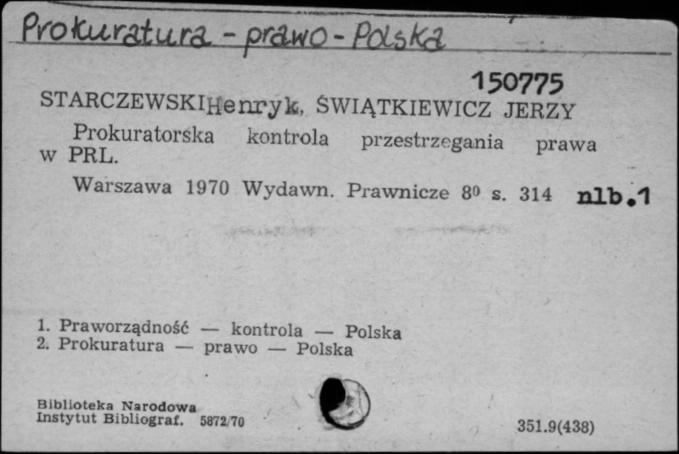 Prokuratura - prawo - Polska
150775
STARCZEWSKI Henryk, ŚWIĄTKIEWICZ JERZY
Prokuratorska kontrola przestrzegania prawa
w PRL.
Warszawa 1970 Wydawn. Prawnicze 8⁰ s. 314 nlb.1
1. Praworządność — kontrola — Polska
2. Prokuratura — prawo — Polska
Biblioteka Narodowa
Instytut Bibliograf. 5872/70
351.9(438)